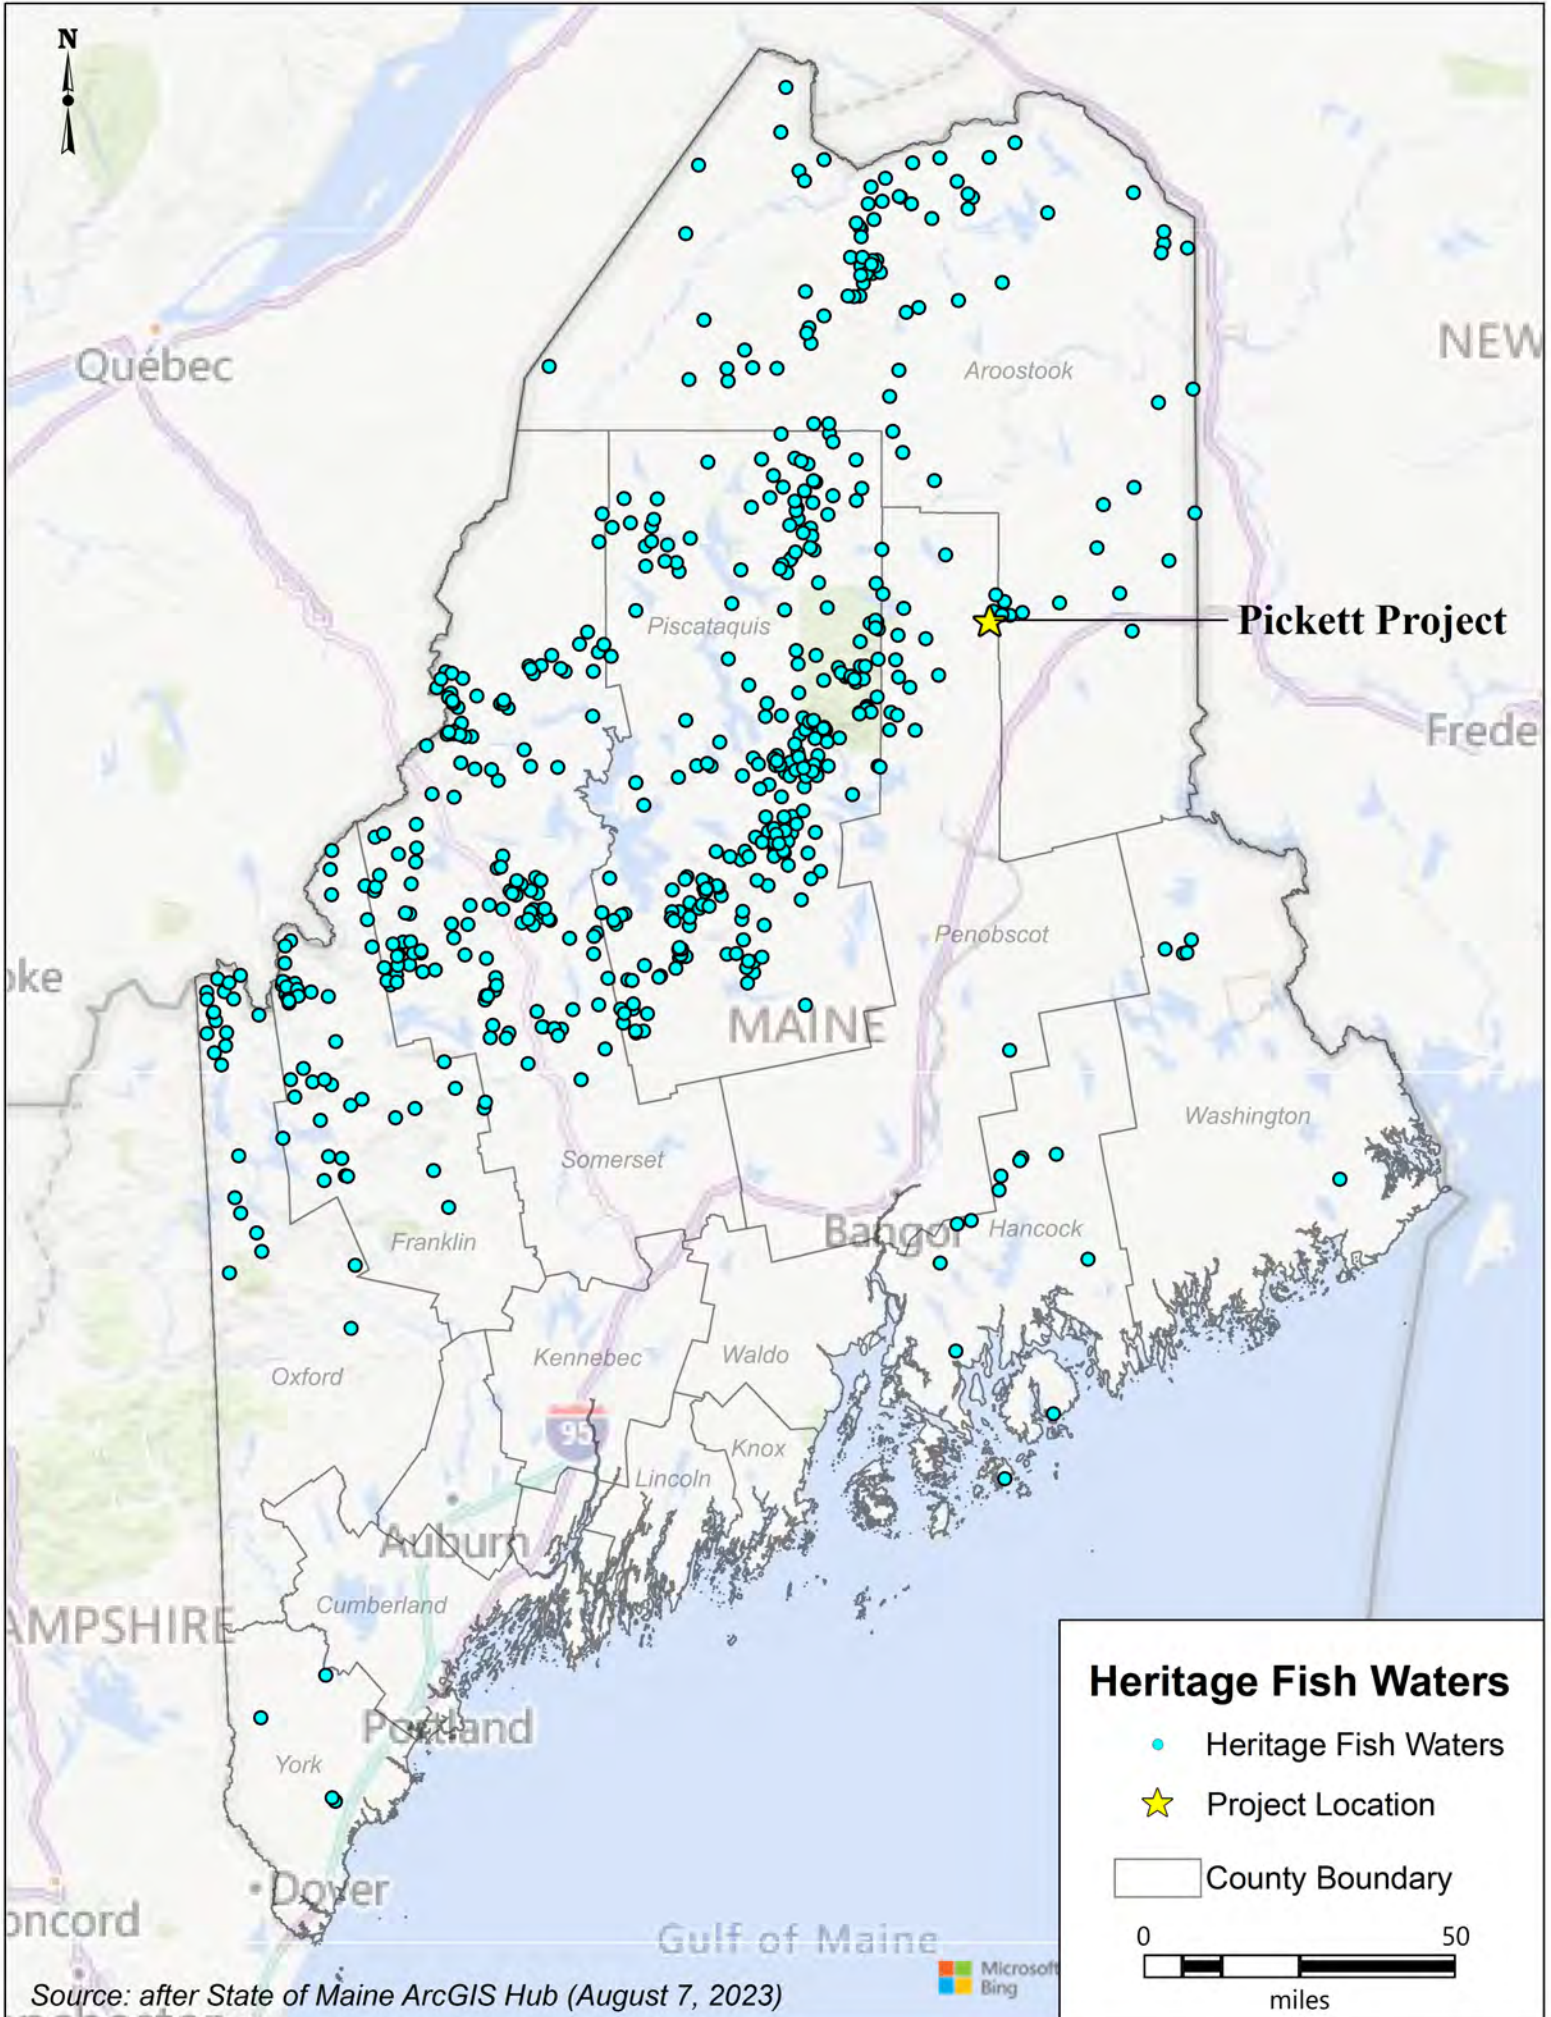 N
Québec
NEW
Aroostook
Piscataquis
Pickett Project
Frede
Penobscot
oke
MAINE
Washington
Somerset
Bangor
Hancock
Franklin
Kennebec
Waldo
Oxford
95
Knox
Lincoln
Auburn
Cumberland
AMPSHIRE
Portland
York
Dover
oncord
Gulf of Maine
Microsoft
Bing
Heritage Fish Waters
Heritage Fish Waters
Project Location
County Boundary
0 50
miles
Source: after State of Maine ArcGIS Hub (August 7, 2023)